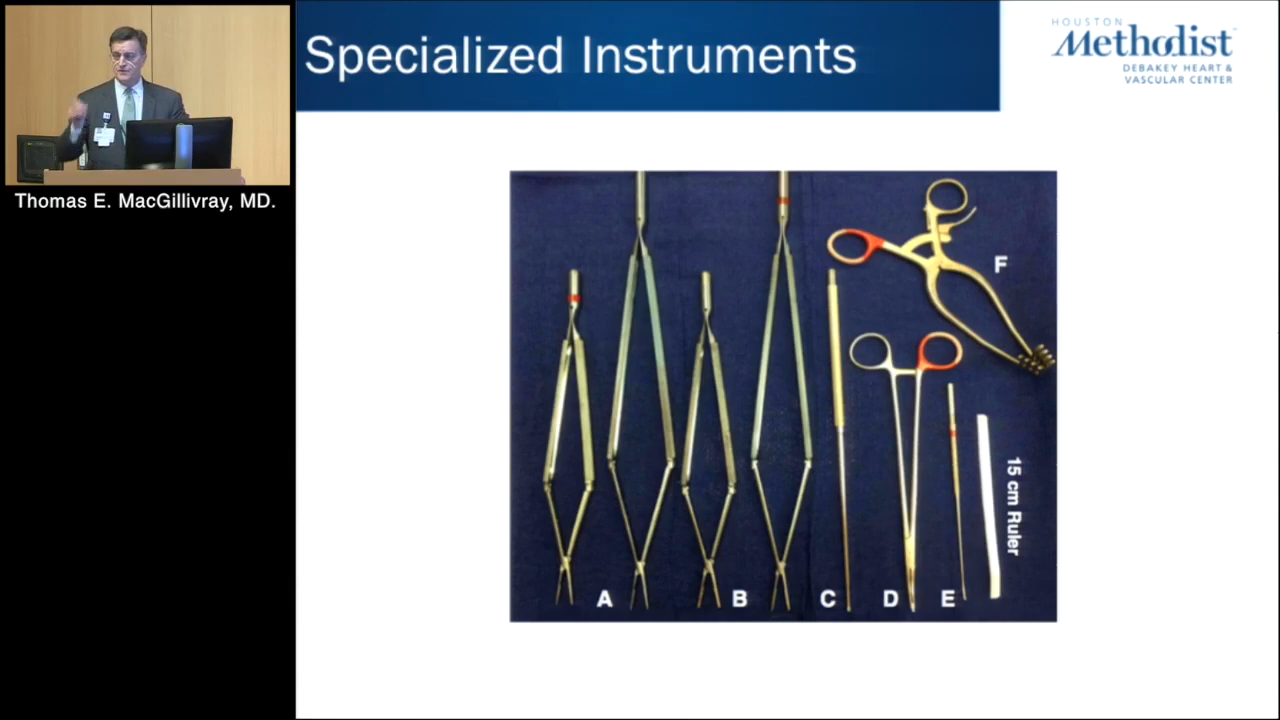 Specialized Instruments
HOUSTON
Methodist
DEBAKEY HEART &
VASCULAR CENTER
Thomas E. MacGillivray, MD.
F
15 cm Ruler
A B C D E